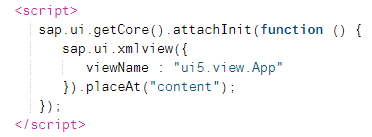 <script>
    sap.ui.getCore().attachInit(function () {
        sap.ui.xmlview({
            viewName : "ui5.view.App"
        }).placeAt("content");
    });
</script>